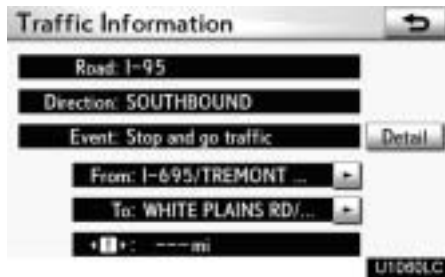 Traffic Information
Road: I-95
Direction: SOUTHBOUND
Event: Stop and go traffic
Detail
From: I-695/TREMONT ...
To: WHITE PLAINS RD/...
: ---mi
U1080LC